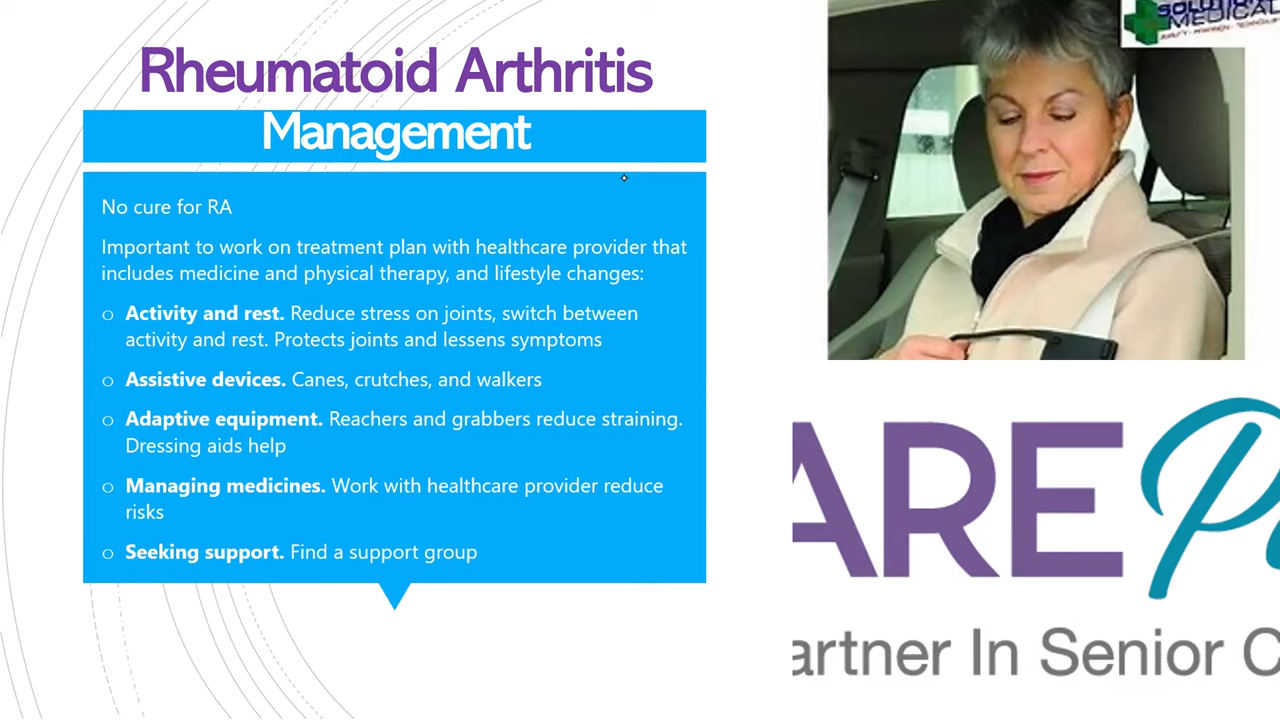 Rheumatoid Arthritis
Management
No cure for RA
Important to work on treatment plan with healthcare provider that
includes medicine and physical therapy, and lifestyle changes:
o Activity and rest. Reduce stress on joints, switch between
activity and rest. Protects joints and lessens symptoms
o Assistive devices. Canes, crutches, and walkers
o Adaptive equipment. Reachers and grabbers reduce straining.
Dressing aids help
o Managing medicines. Work with healthcare provider reduce
risks
o Seeking support. Find a support group
MEDICAL
ARE P
artner In Senior C